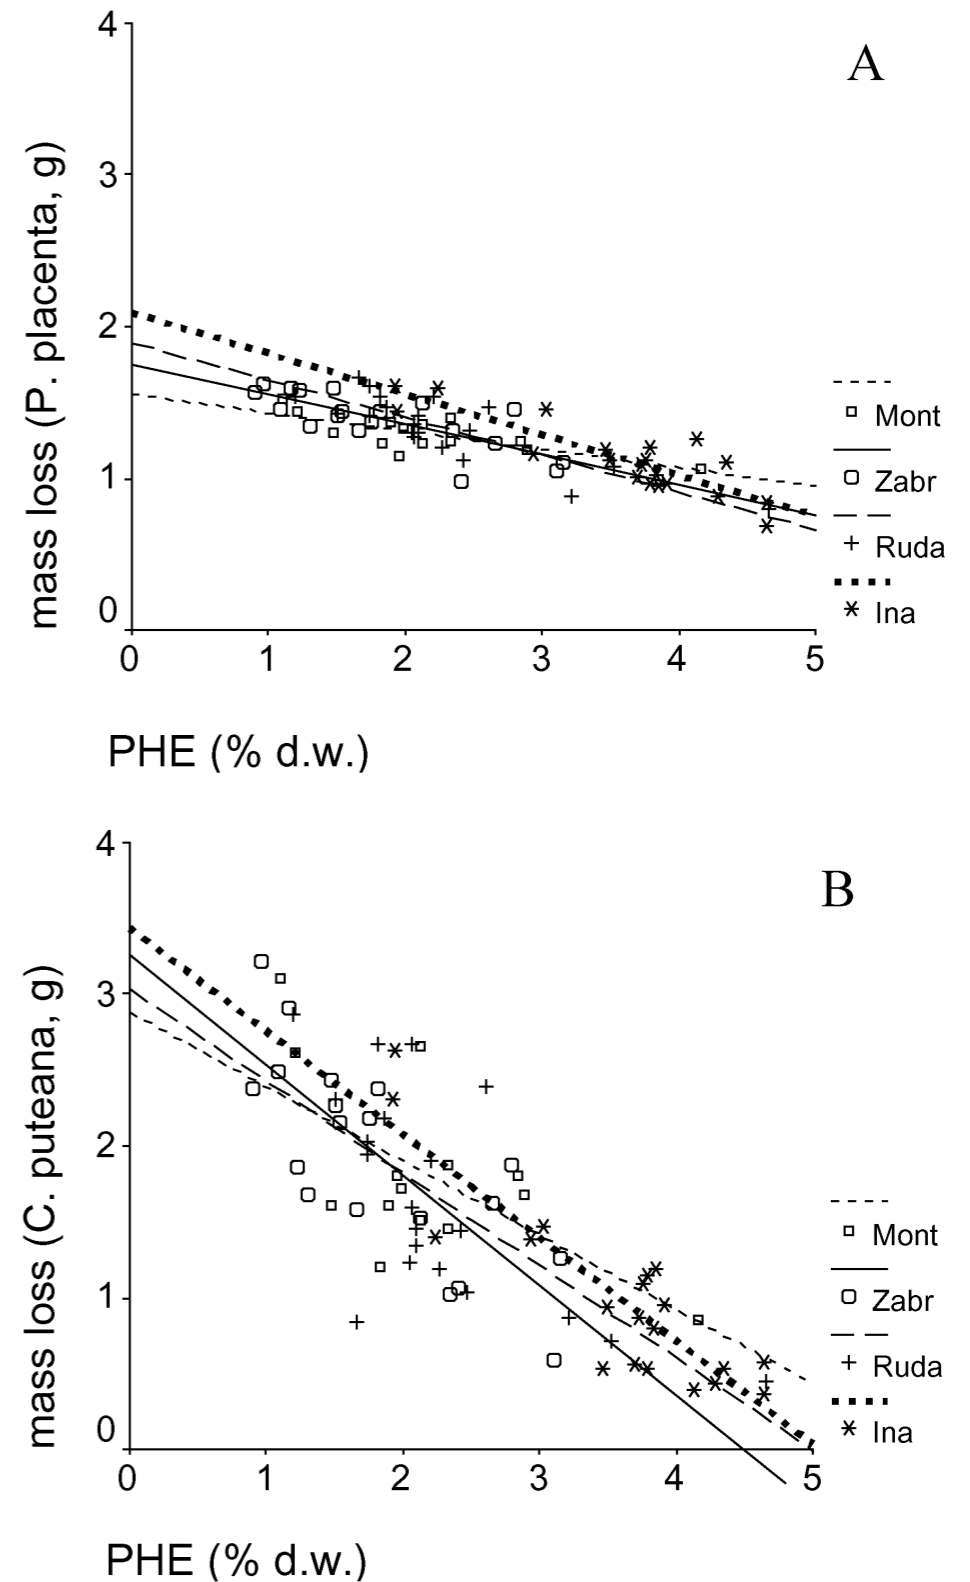 4
A
3
mass loss (P. placenta, g)
2
Mont
1
Zabr
Ruda
0
Ina
0 1 2 3 4 5
PHE (% d.w.)
4
B
3
mass loss (C. puteana, g)
2
Mont
1
Zabr
Ruda
0
Ina
0 1 2 3 4 5
PHE (% d.w.)